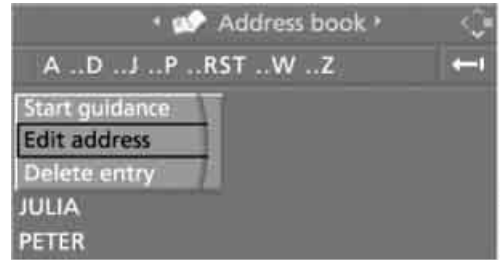 Address book
A ..D ..J ..P ..RST ..W ..Z
Start guidance
Edit address
Delete entry
JULIA
PETER